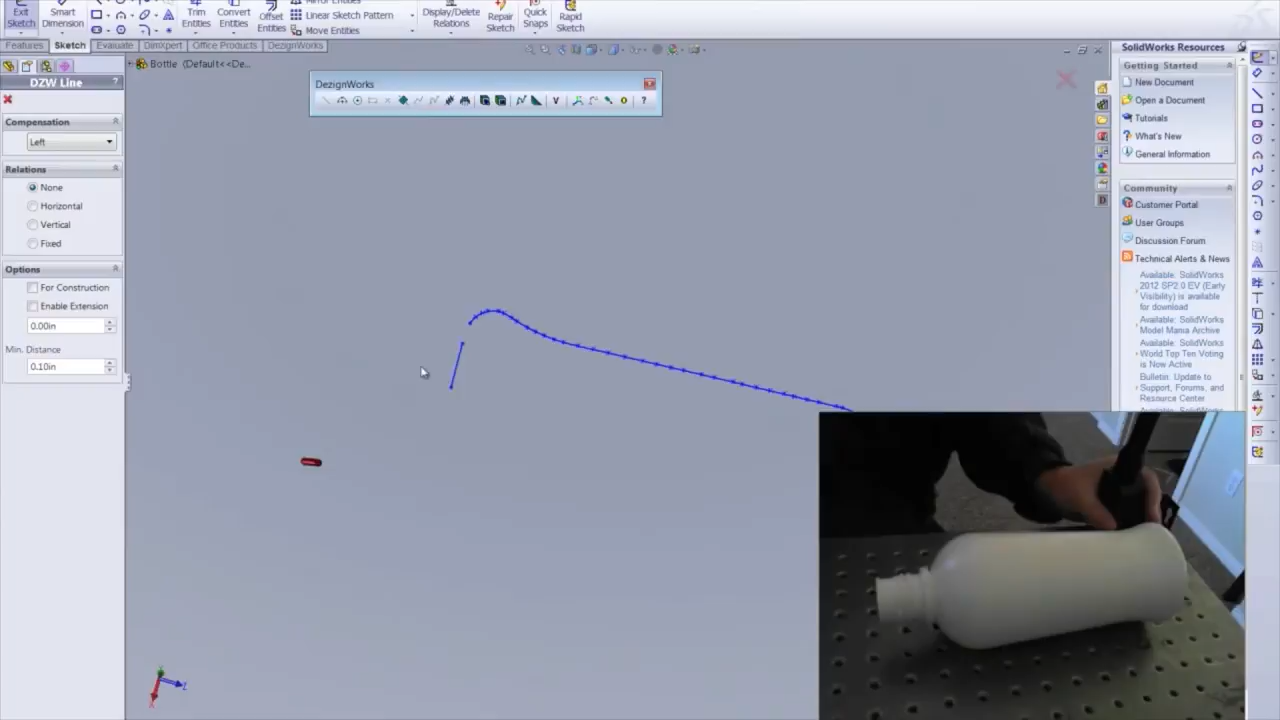 Exit
Sketch
Smart
Dimension
Trim
Entities
Convert
Entities
Offset
Entities
Mirror Entities
Linear Sketch Pattern
Move Entities
Display/Delete
Relations
Repair
Sketch
Quick
Snaps
Rapid
Sketch
Features
Sketch
Evaluate
DimXpert
Office Products
DezignWorks
DZW Line
?
Bottle (Default<<De...
DezignWorks
V
?
Compensation
Left
Relations
None
Horizontal
Vertical
Fixed
Options
For Construction
Enable Extension
0.00in
Min. Distance
0.10in
SolidWorks Resources
Getting Started
New Document
Open a Document
Tutorials
What's New
General Information
Community
Customer Portal
User Groups
Discussion Forum
Technical Alerts & News
Available: SolidWorks
2012 SP2.0 EV (Early
Visibility) is available
for download
Available: SolidWorks
Model Mania Archive
Available: SolidWorks
World Top Ten Voting
is Now Active
Bulletin: Update to
Support, Forums, and
Resource Center